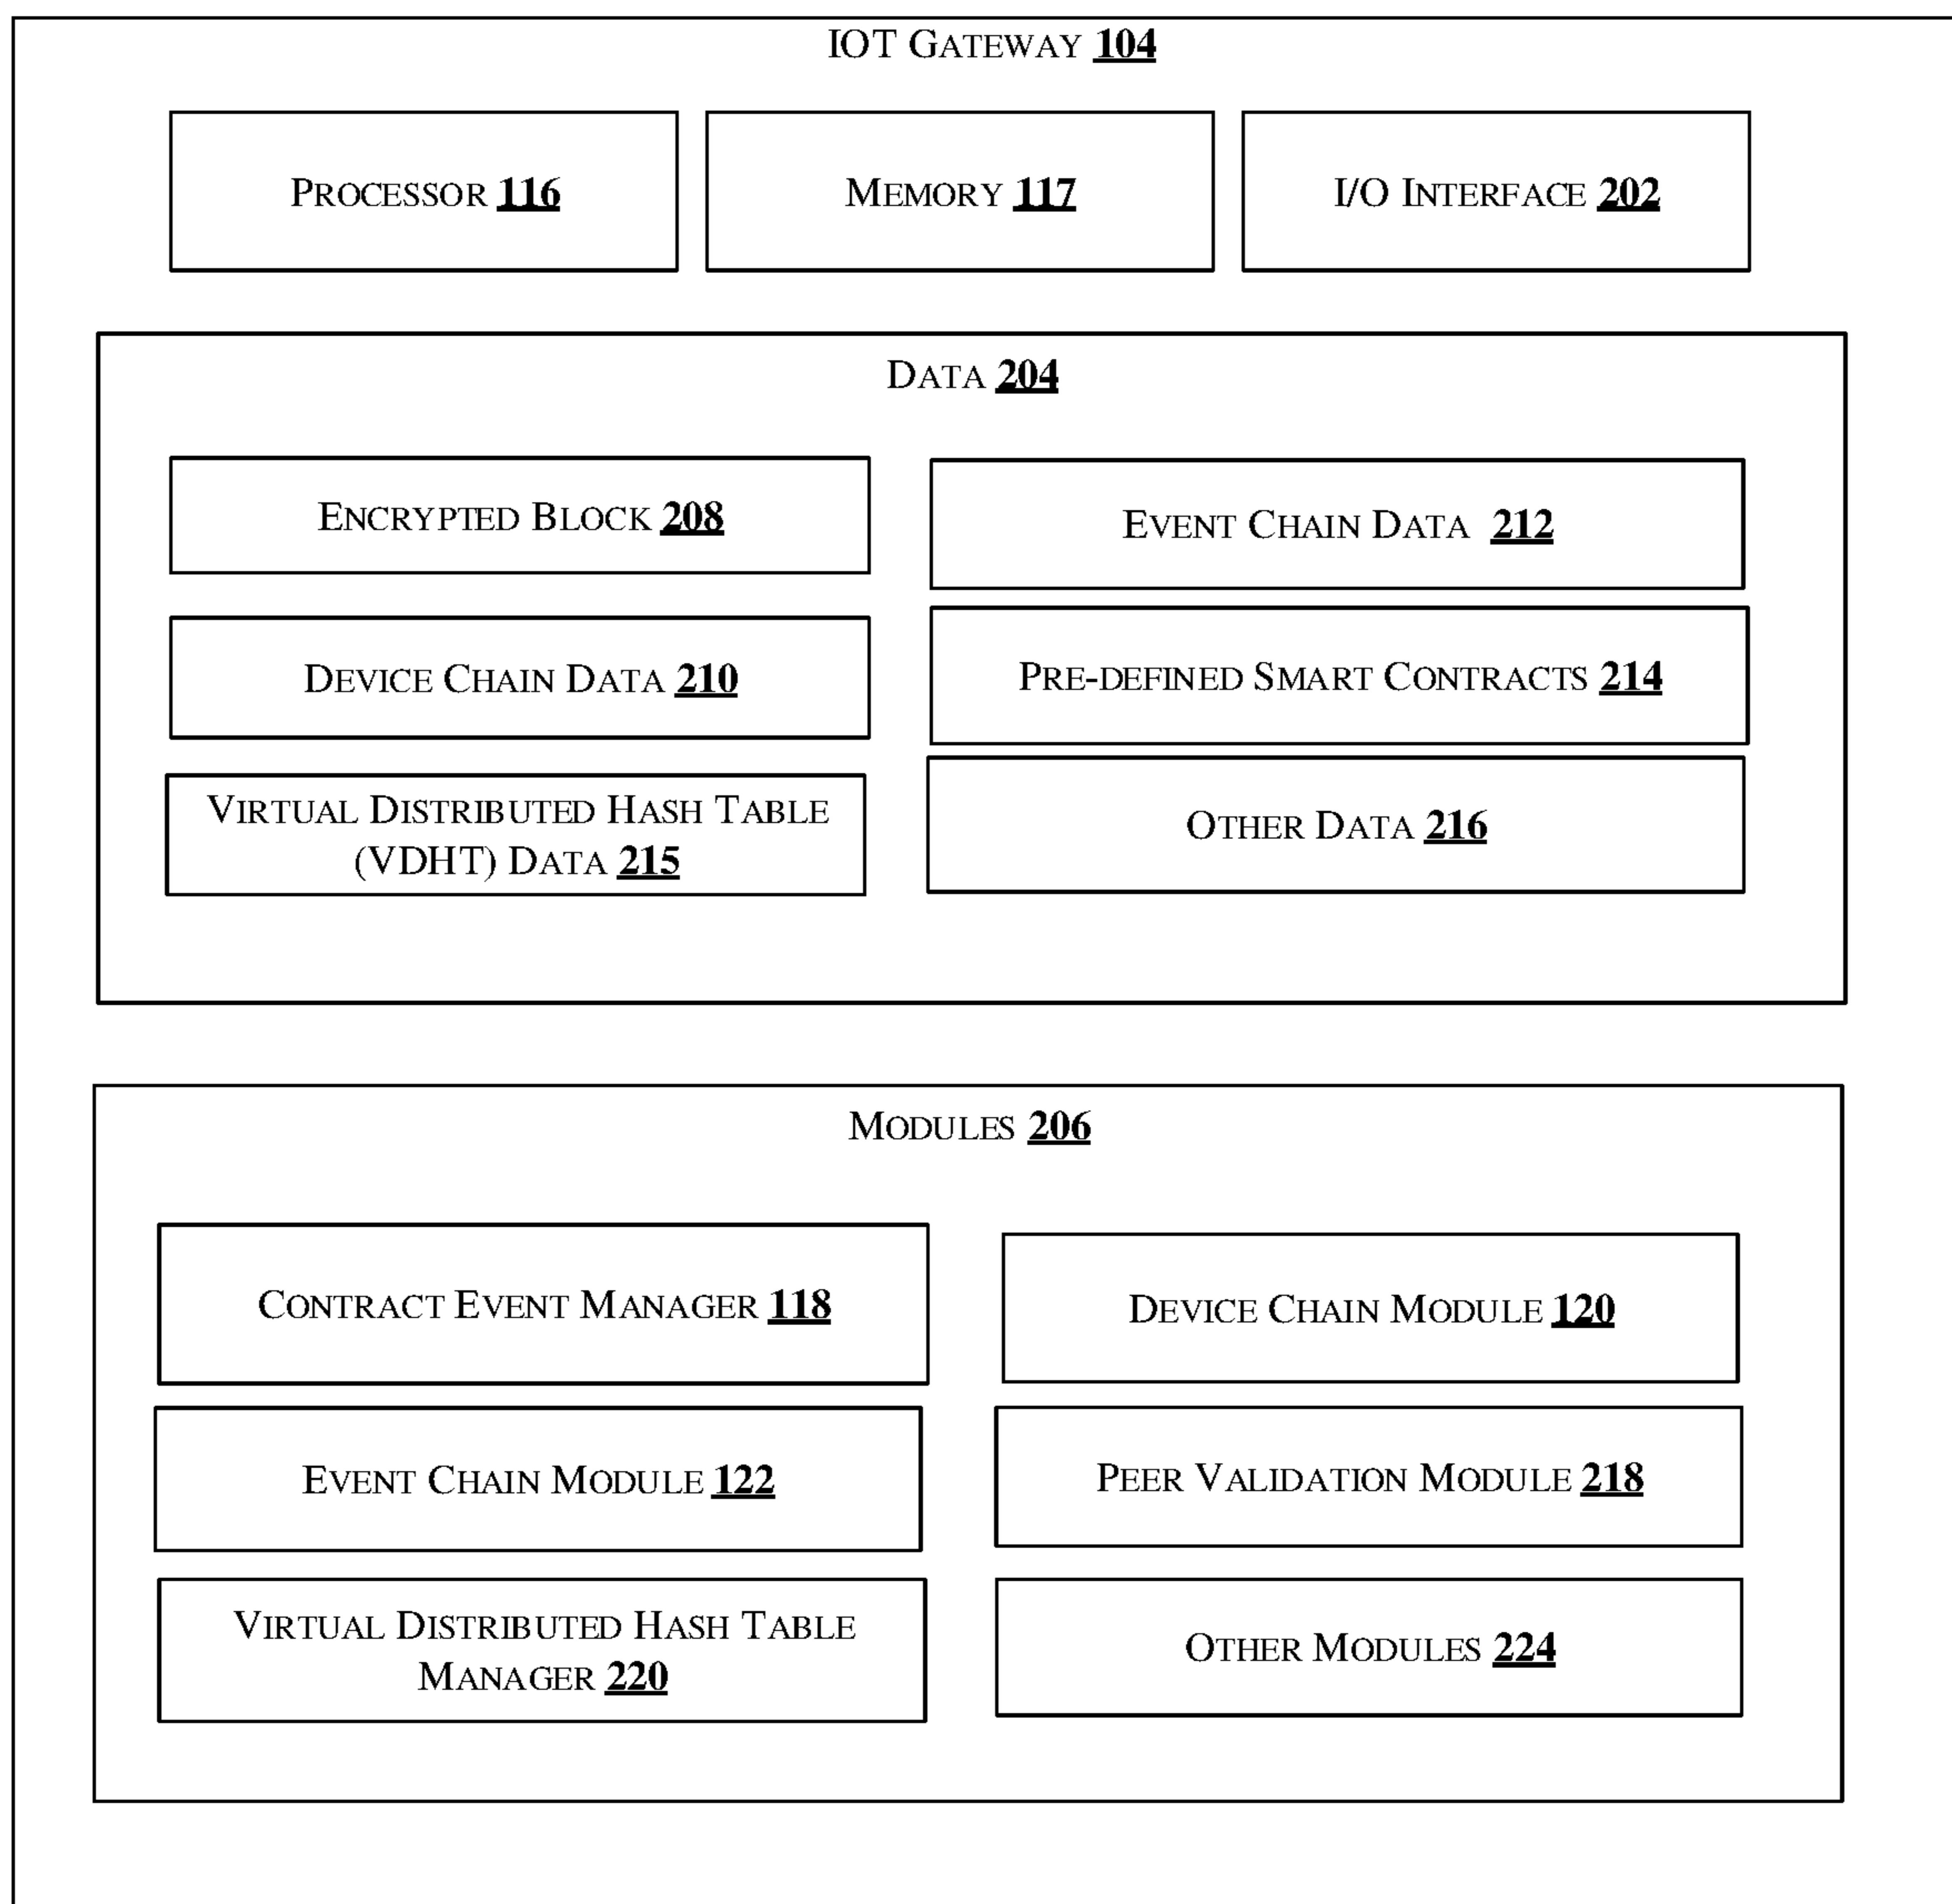 IOT GATEWAY 104
PROCESSOR 116
MEMORY 117
I/O INTERFACE 202
DATA 204
ENCRYPTED BLOCK 208
EVENT CHAIN DATA 212
DEVICE CHAIN DATA 210
PRE-DEFINED SMART CONTRACTS 214
VIRTUAL DISTRIBUTED HASH TABLE
(VDHT) DATA 215
OTHER DATA 216
MODULES 206
CONTRACT EVENT MANAGER 118
DEVICE CHAIN MODULE 120
EVENT CHAIN MODULE 122
PEER VALIDATION MODULE 218
VIRTUAL DISTRIBUTED HASH TABLE
MANAGER 220
OTHER MODULES 224